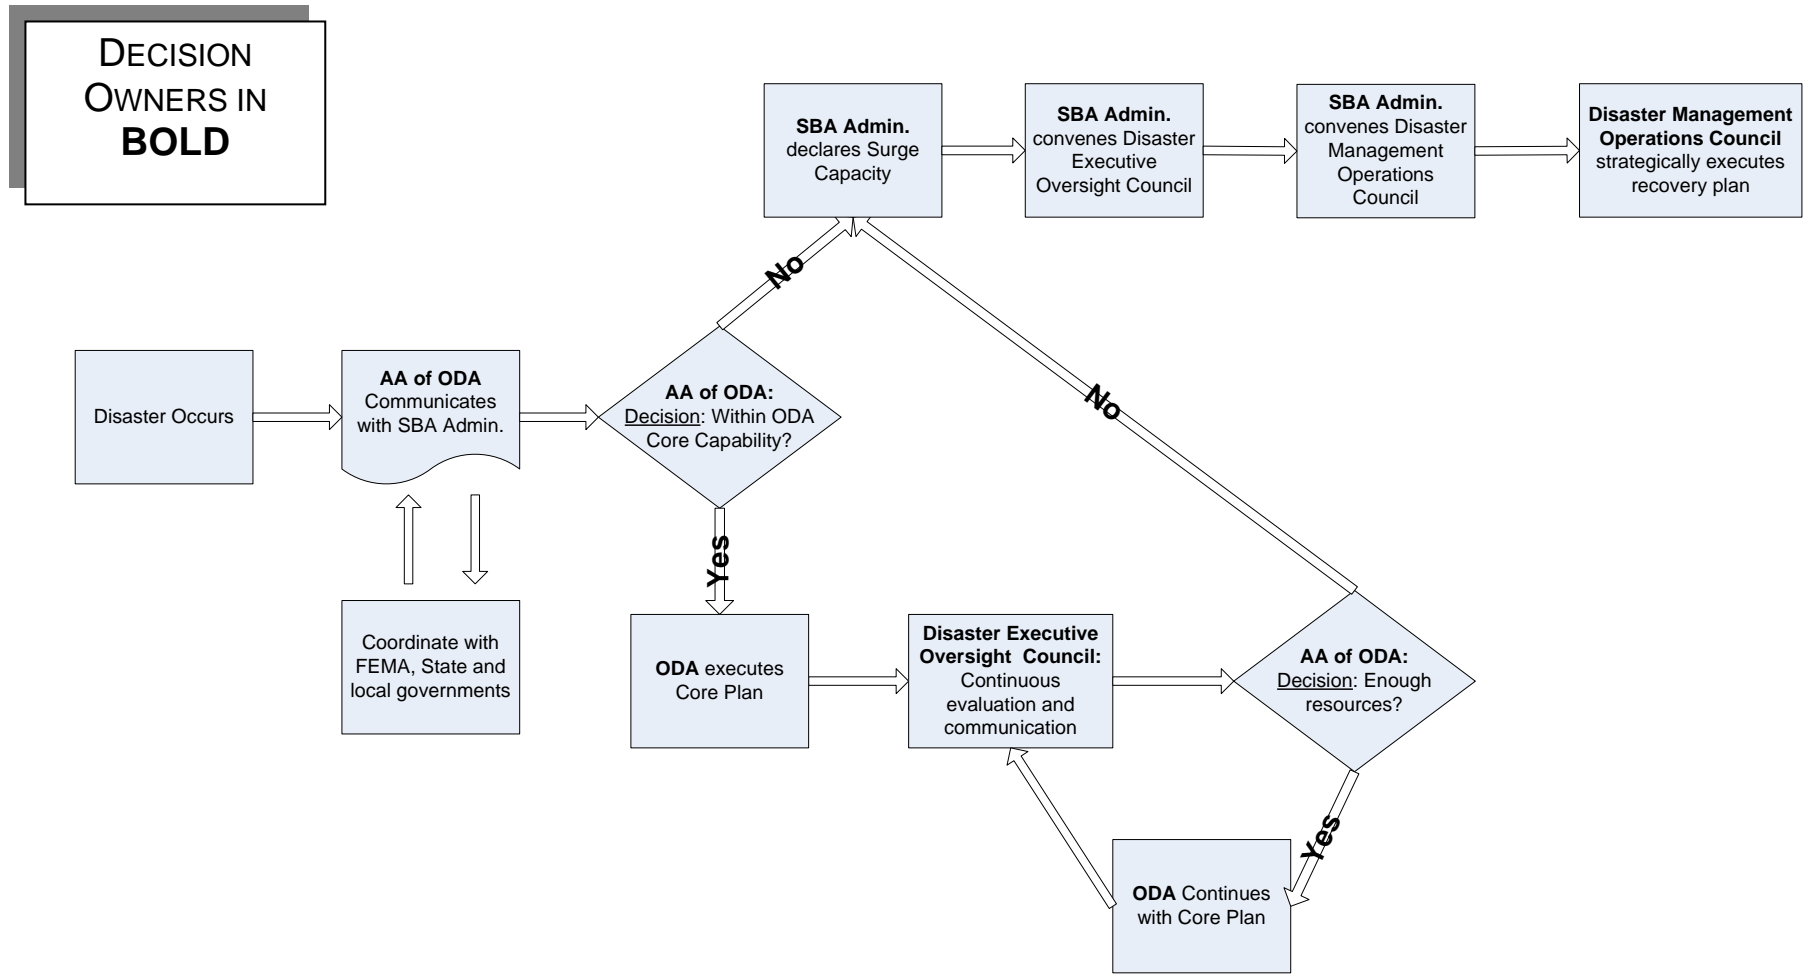 DECISION
OWNERS IN
BOLD
SBA Admin.
declares Surge
Capacity
SBA Admin.
convenes Disaster
Executive
Oversight Council
SBA Admin.
convenes Disaster
Management
Operations
Council
Disaster Management
Operations Council
strategically executes
recovery plan
No
No
Disaster Occurs
AA of ODA
Communicates
with SBA Admin.
AA of ODA:
Decision: Within ODA
Core Capability?
Yes
Coordinate with
FEMA, State and
local governments
ODA executes
Core Plan
Disaster Executive
Oversight  Council:
Continuous
evaluation and
communication
AA of ODA:
Decision: Enough
resources?
Yes
ODA Continues
with Core Plan